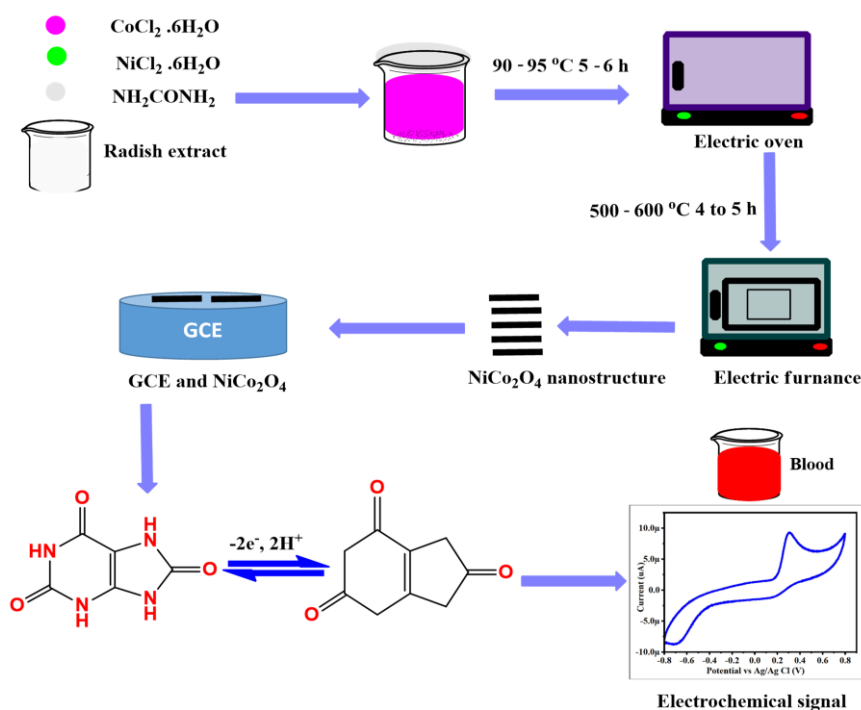 CoCl₂ .6H₂O
NiCl₂ .6H₂O
NH₂CONH₂
Radish extract
90 - 95 ºC 5 - 6 h
Electric oven
500 - 600 ºC 4 to 5 h
Electric furnance
NiCo₂O₄ nanostructure
GCE
GCE and NiCo₂O₄
Blood
O
HN
O
N
H
H
N
N
H
O
-2e⁻, 2H⁺
O
O
O
10.0µ
5.0µ
0.0
-5.0µ
-10.0µ
Current (uA)
-0.8 -0.6 -0.4 -0.2 0.0 0.2 0.4 0.6 0.8
Potential vs Ag/Ag Cl (V)
Electrochemical signal